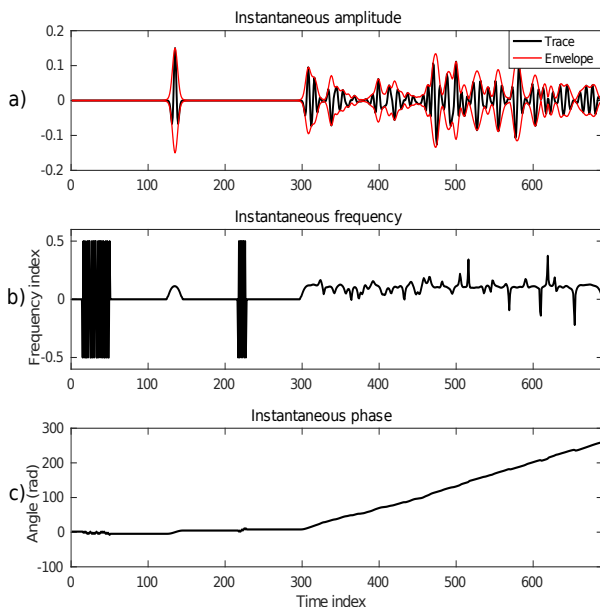 Instantaneous amplitude
0.2
0.1
0
-0.1
-0.2
a)
Trace
Envelope
0 100 200 300 400 500 600
Instantaneous frequency
0.5
0
-0.5
Frequency index
b)
0 100 200 300 400 500 600
Instantaneous phase
300
200
100
0
-100
Angle (rad)
c)
0 100 200 300 400 500 600
Time index